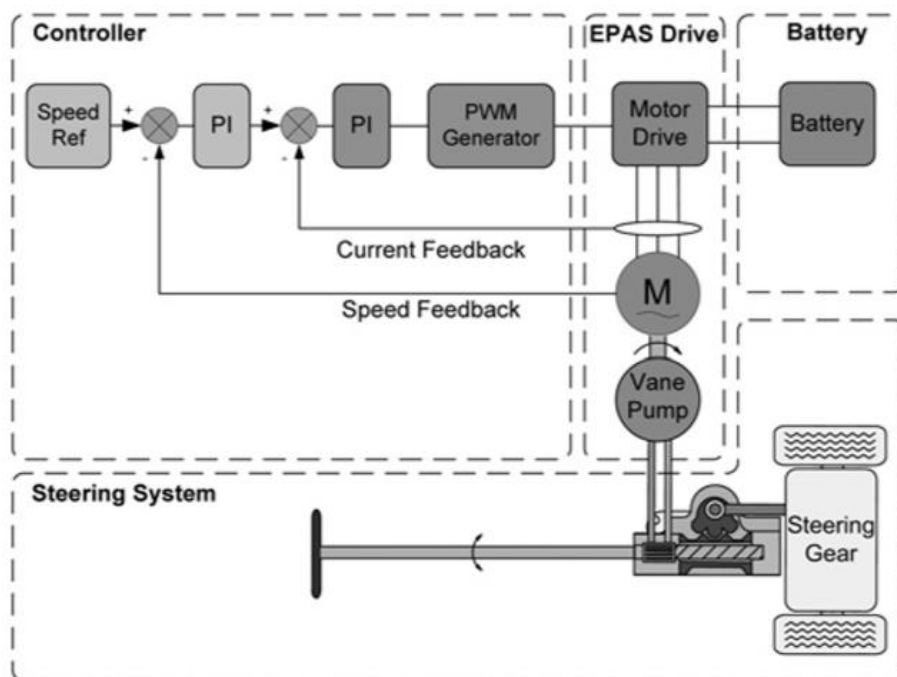 Controller
EPAS Drive
Battery
Speed
Ref
+
-
PI
+
-
PI
PWM
Generator
Motor
Drive
Battery
Current Feedback
Speed Feedback
M
Vane
Pump
Steering System
Steering
Gear